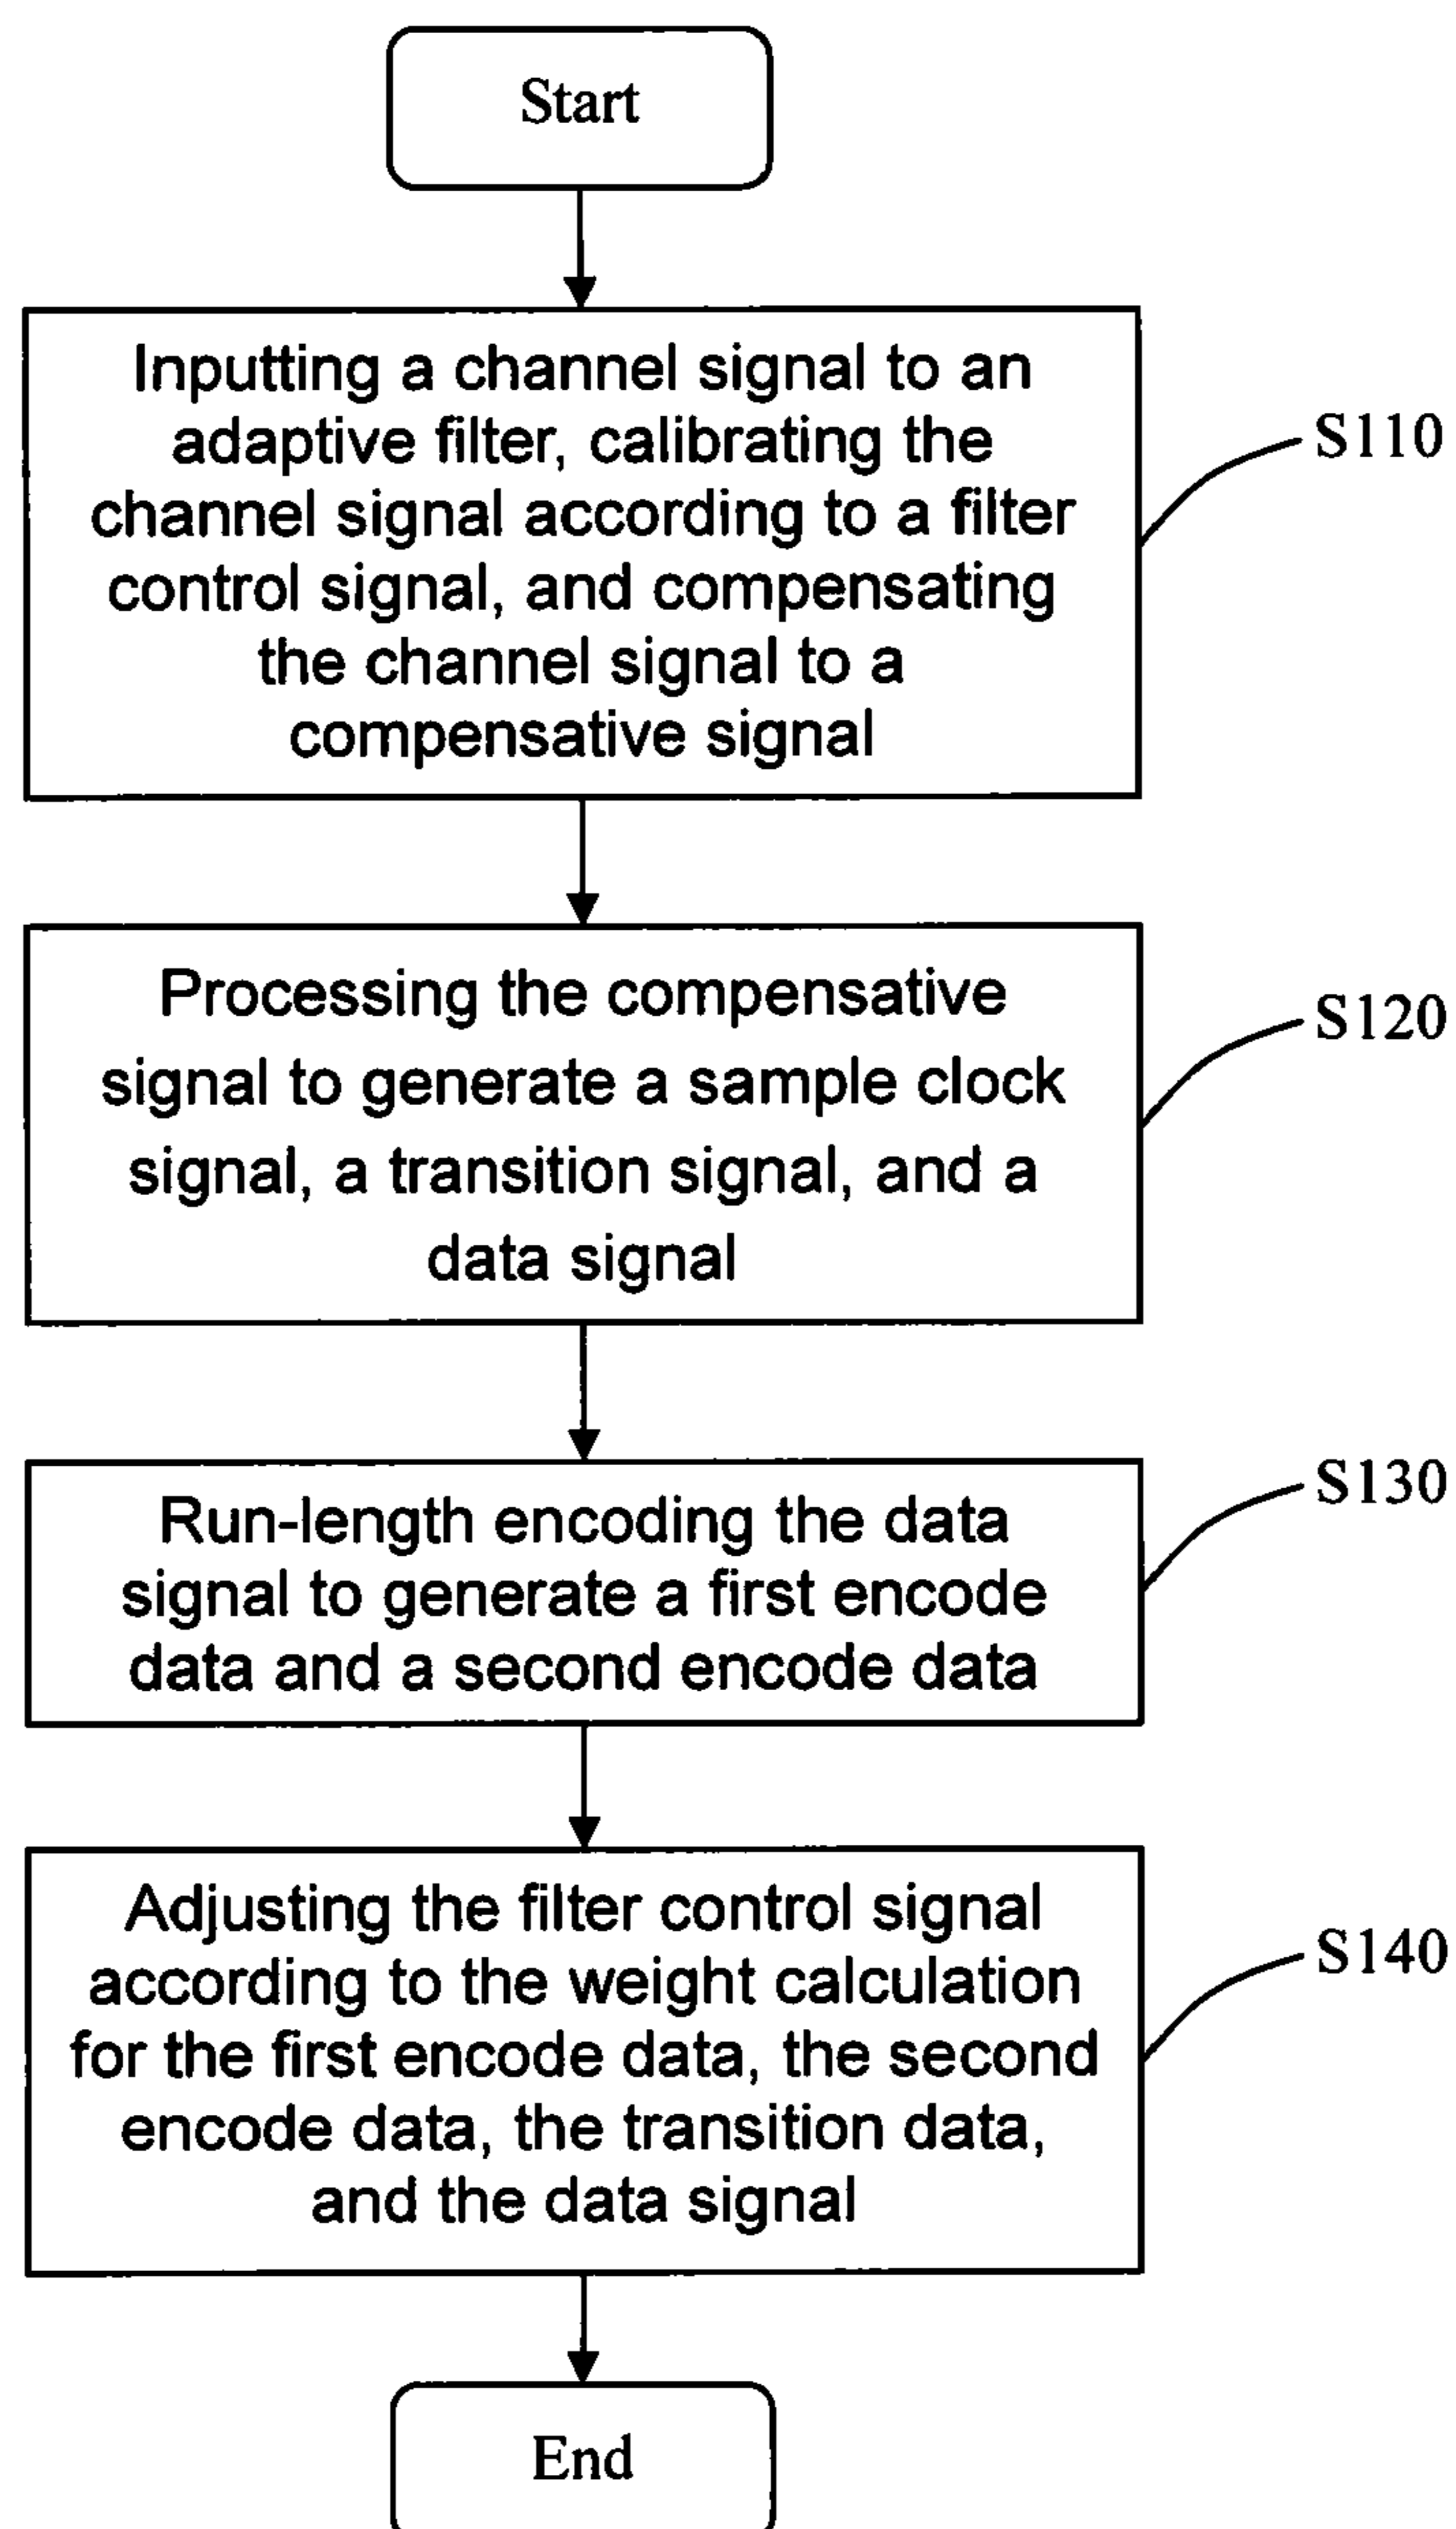 Start
Inputting a channel signal to an
adaptive filter, calibrating the
channel signal according to a filter
control signal, and compensating
the channel signal to a
compensative signal
S110
Processing the compensative
signal to generate a sample clock
signal, a transition signal, and a
data signal
S120
Run-length encoding the data
signal to generate a first encode
data and a second encode data
S130
Adjusting the filter control signal
according to the weight calculation
for the first encode data, the second
encode data, the transition data,
and the data signal
S140
End